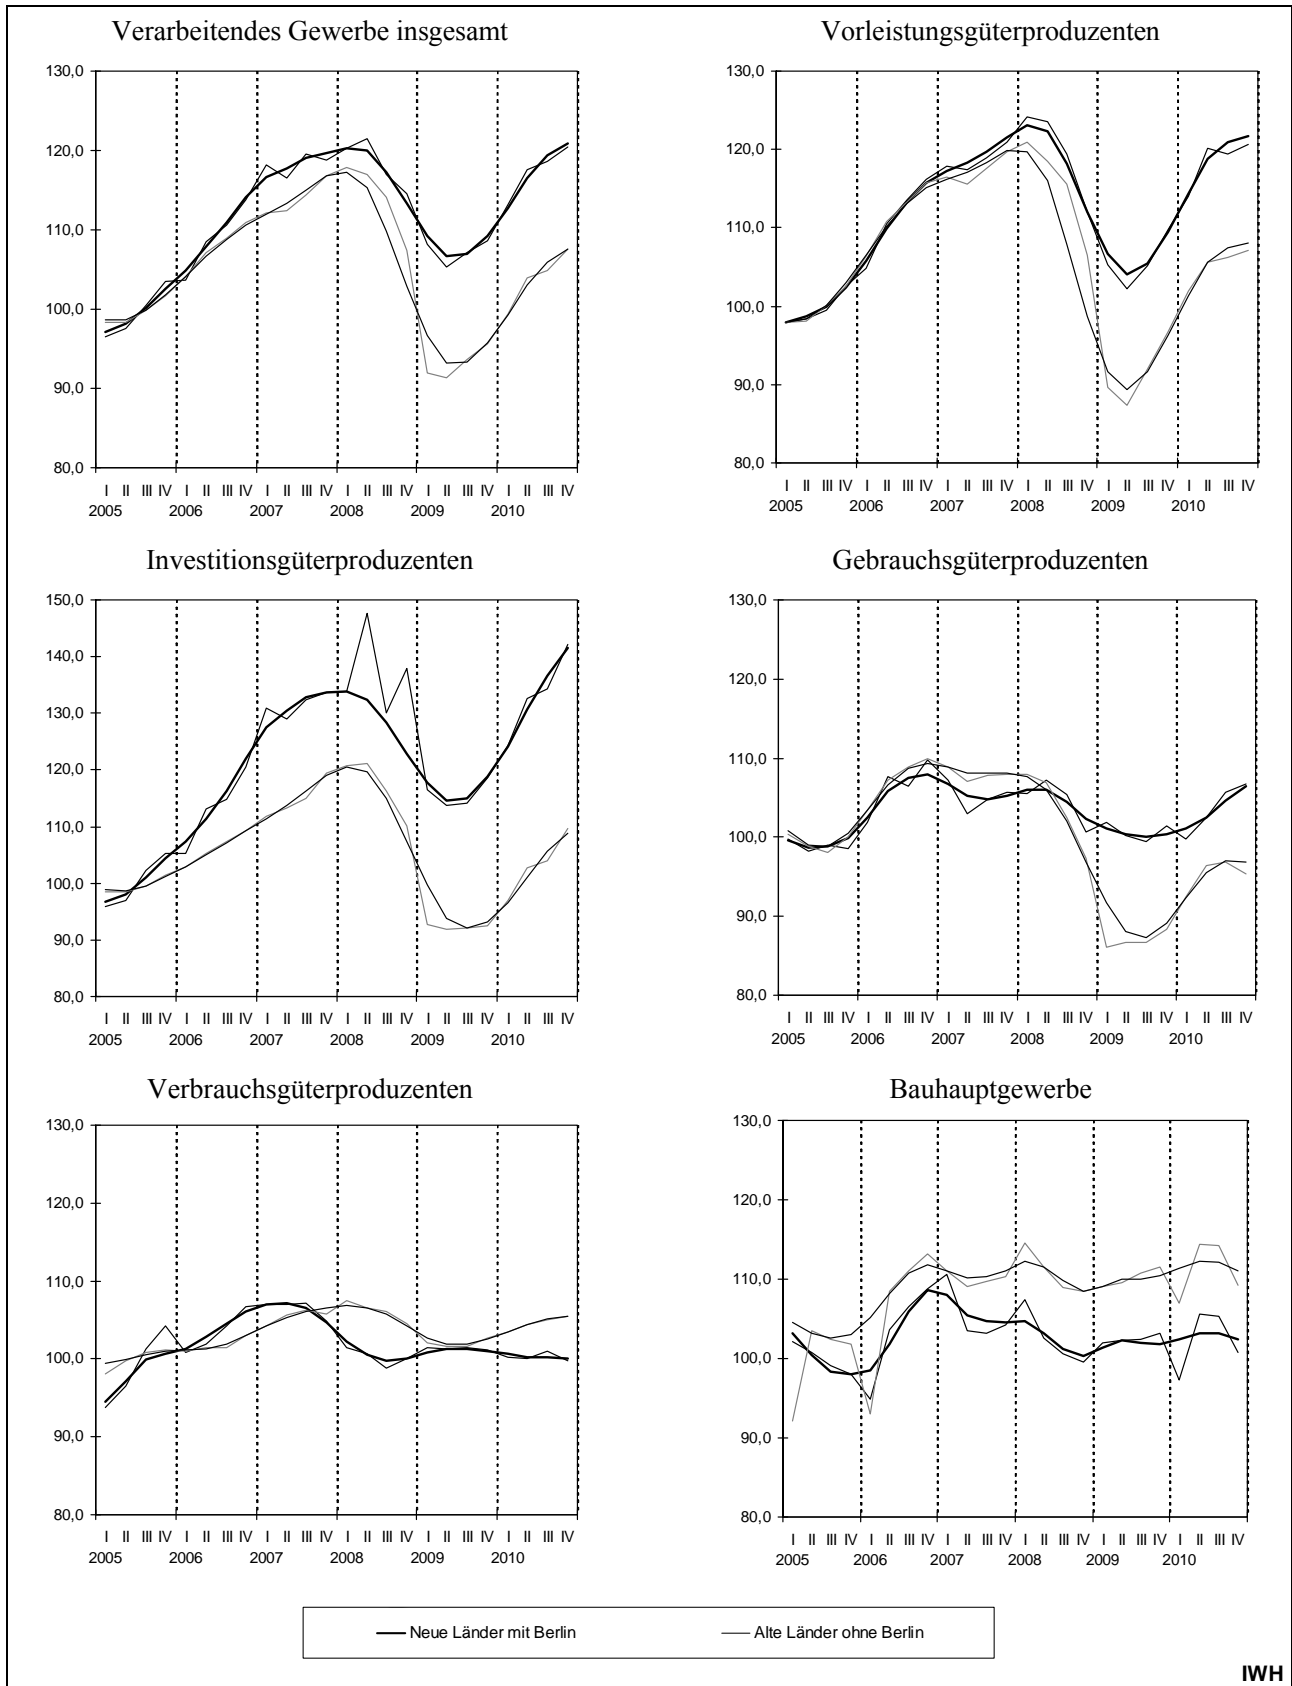 Verarbeitendes Gewerbe insgesamt
130,0
120,0
110,0
100,0
90,0
80,0
I II III IV I II III IV I II III IV I II III IV I II III IV I II III IV
2005 2006 2007 2008 2009 2010
Vorleistungsgüterproduzenten
130,0
120,0
110,0
100,0
90,0
80,0
I II III IV I II III IV I II III IV I II III IV I II III IV I II III IV
2005 2006 2007 2008 2009 2010
Investitionsgüterproduzenten
150,0
140,0
130,0
120,0
110,0
100,0
90,0
80,0
I II III IV I II III IV I II III IV I II III IV I II III IV I II III IV
2005 2006 2007 2008 2009 2010
Gebrauchsgüterproduzenten
130,0
120,0
110,0
100,0
90,0
80,0
I II III IV I II III IV I II III IV I II III IV I II III IV I II III IV
2005 2006 2007 2008 2009 2010
Verbrauchsgüterproduzenten
130,0
120,0
110,0
100,0
90,0
80,0
I II III IV I II III IV I II III IV I II III IV I II III IV I II III IV
2005 2006 2007 2008 2009 2010
Bauhauptgewerbe
130,0
120,0
110,0
100,0
90,0
80,0
I II III IV I II III IV I II III IV I II III IV I II III IV I II III IV
2005 2006 2007 2008 2009 2010
Neue Länder mit Berlin
Alte Länder ohne Berlin
IWH